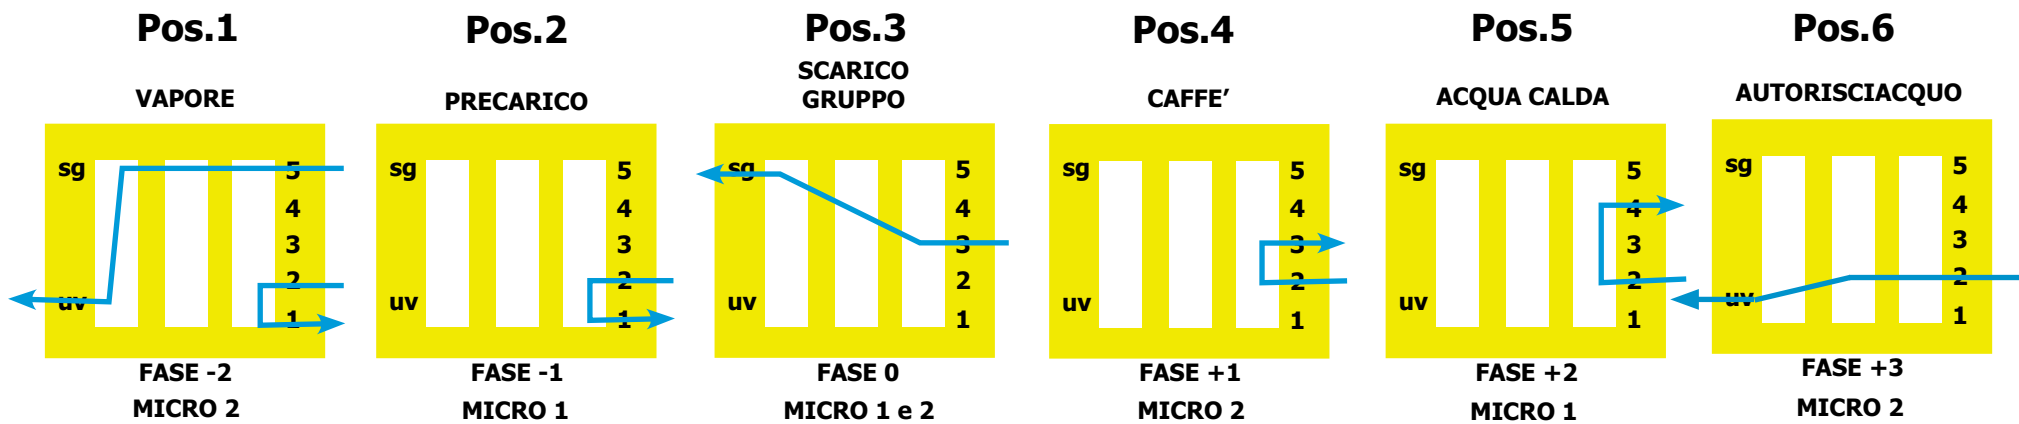 Pos.1
VAPORE
sg
uv
5
4
3
2
1
FASE -2
MICRO 2
Pos.2
PRECARICO
sg
uv
5
4
3
2
1
FASE -1
MICRO 1
Pos.3
SCARICO
GRUPPO
sg
uv
5
4
3
2
1
FASE 0
MICRO 1 e 2
Pos.4
CAFFE’
sg
uv
5
4
3
2
1
FASE +1
MICRO 2
Pos.5
ACQUA CALDA
sg
uv
5
4
3
2
1
FASE +2
MICRO 1
Pos.6
AUTORISCIACQUO
sg
uv
5
4
3
2
1
FASE +3
MICRO 2